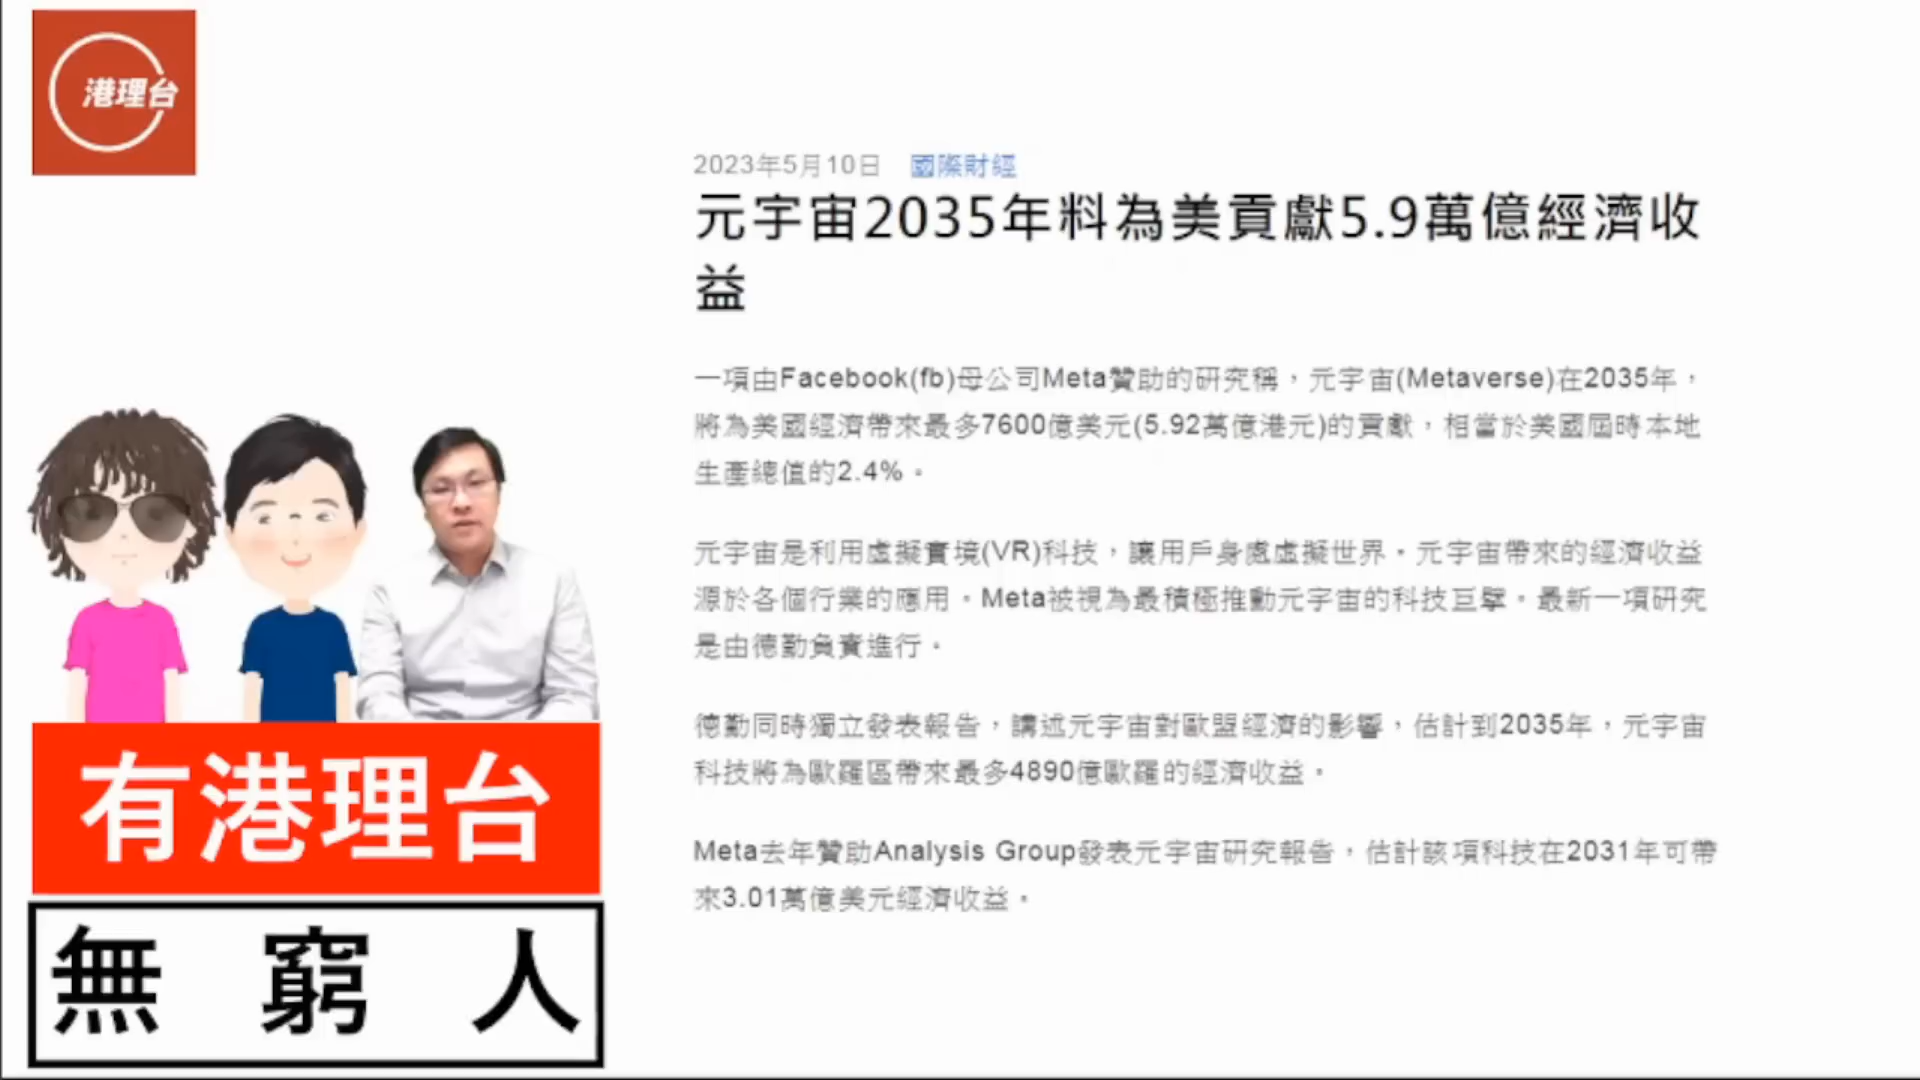 港理台
2023年5月10日 國際財經
元宇宙2035年料為美貢獻5.9萬億經濟收
益
一項由Facebook(fb)母公司Meta贊助的研究稱，元宇宙(Metaverse)在2035年，
將為美國經濟帶來最多7600億美元(5.92萬億港元)的貢獻，相當於美國屆時本地
生產總值的2.4%。
元宇宙是利用虛擬實境(VR)科技，讓用戶身處虛擬世界。元宇宙帶來的經濟收益
源於各個行業的應用。Meta被視為最積極推動元宇宙的科技巨擘。最新一項研究
是由德勤負責進行。
德勤同時獨立發表報告，講述元宇宙對歐盟經濟的影響，估計到2035年，元宇宙
科技將為歐羅區帶來最多4890億歐羅的經濟收益。
Meta去年贊助Analysis Group發表元宇宙研究報告，估計該項科技在2031年可帶
來3.01萬億美元經濟收益。
有港理台
無窮人